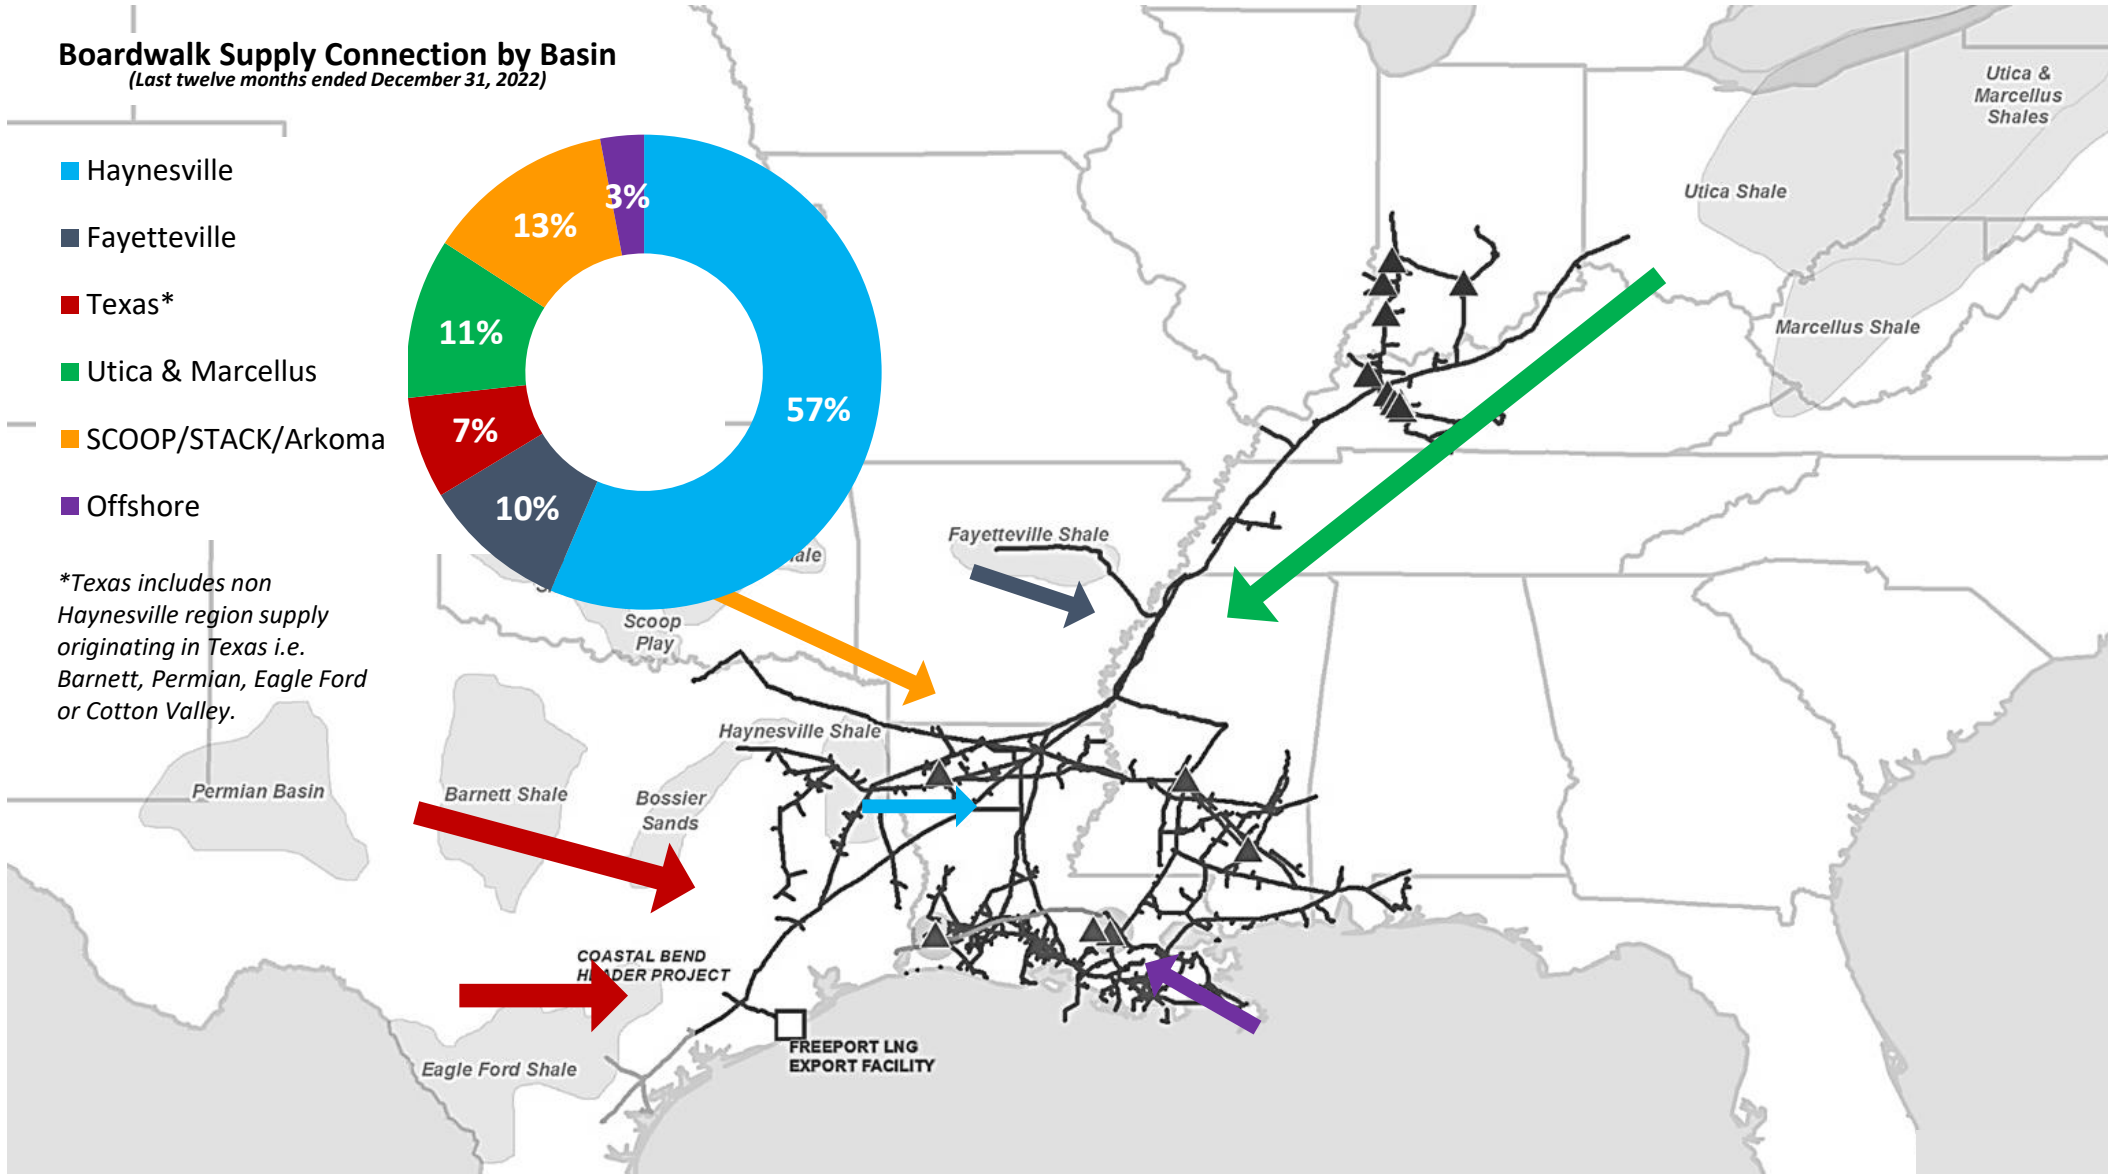 Boardwalk Supply Connection by Basin
(Last twelve months ended December 31, 2022)
Haynesville
Fayetteville
Texas*
Utica & Marcellus
SCOOP/STACK/Arkoma
Offshore
*Texas includes non
Haynesville region supply
originating in Texas i.e.
Barnett, Permian, Eagle Ford
or Cotton Valley.
3%
13%
11%
7%
10%
57%
Utica &
Marcellus
Shales
Utica Shale
Marcellus Shale
Fayetteville Shale
Scoop
Play
Haynesville Shale
Permian Basin
Barnett Shale
Bossier
Sands
COASTAL BEND
HEADER PROJECT
Eagle Ford Shale
FREEPORT LNG
EXPORT FACILITY